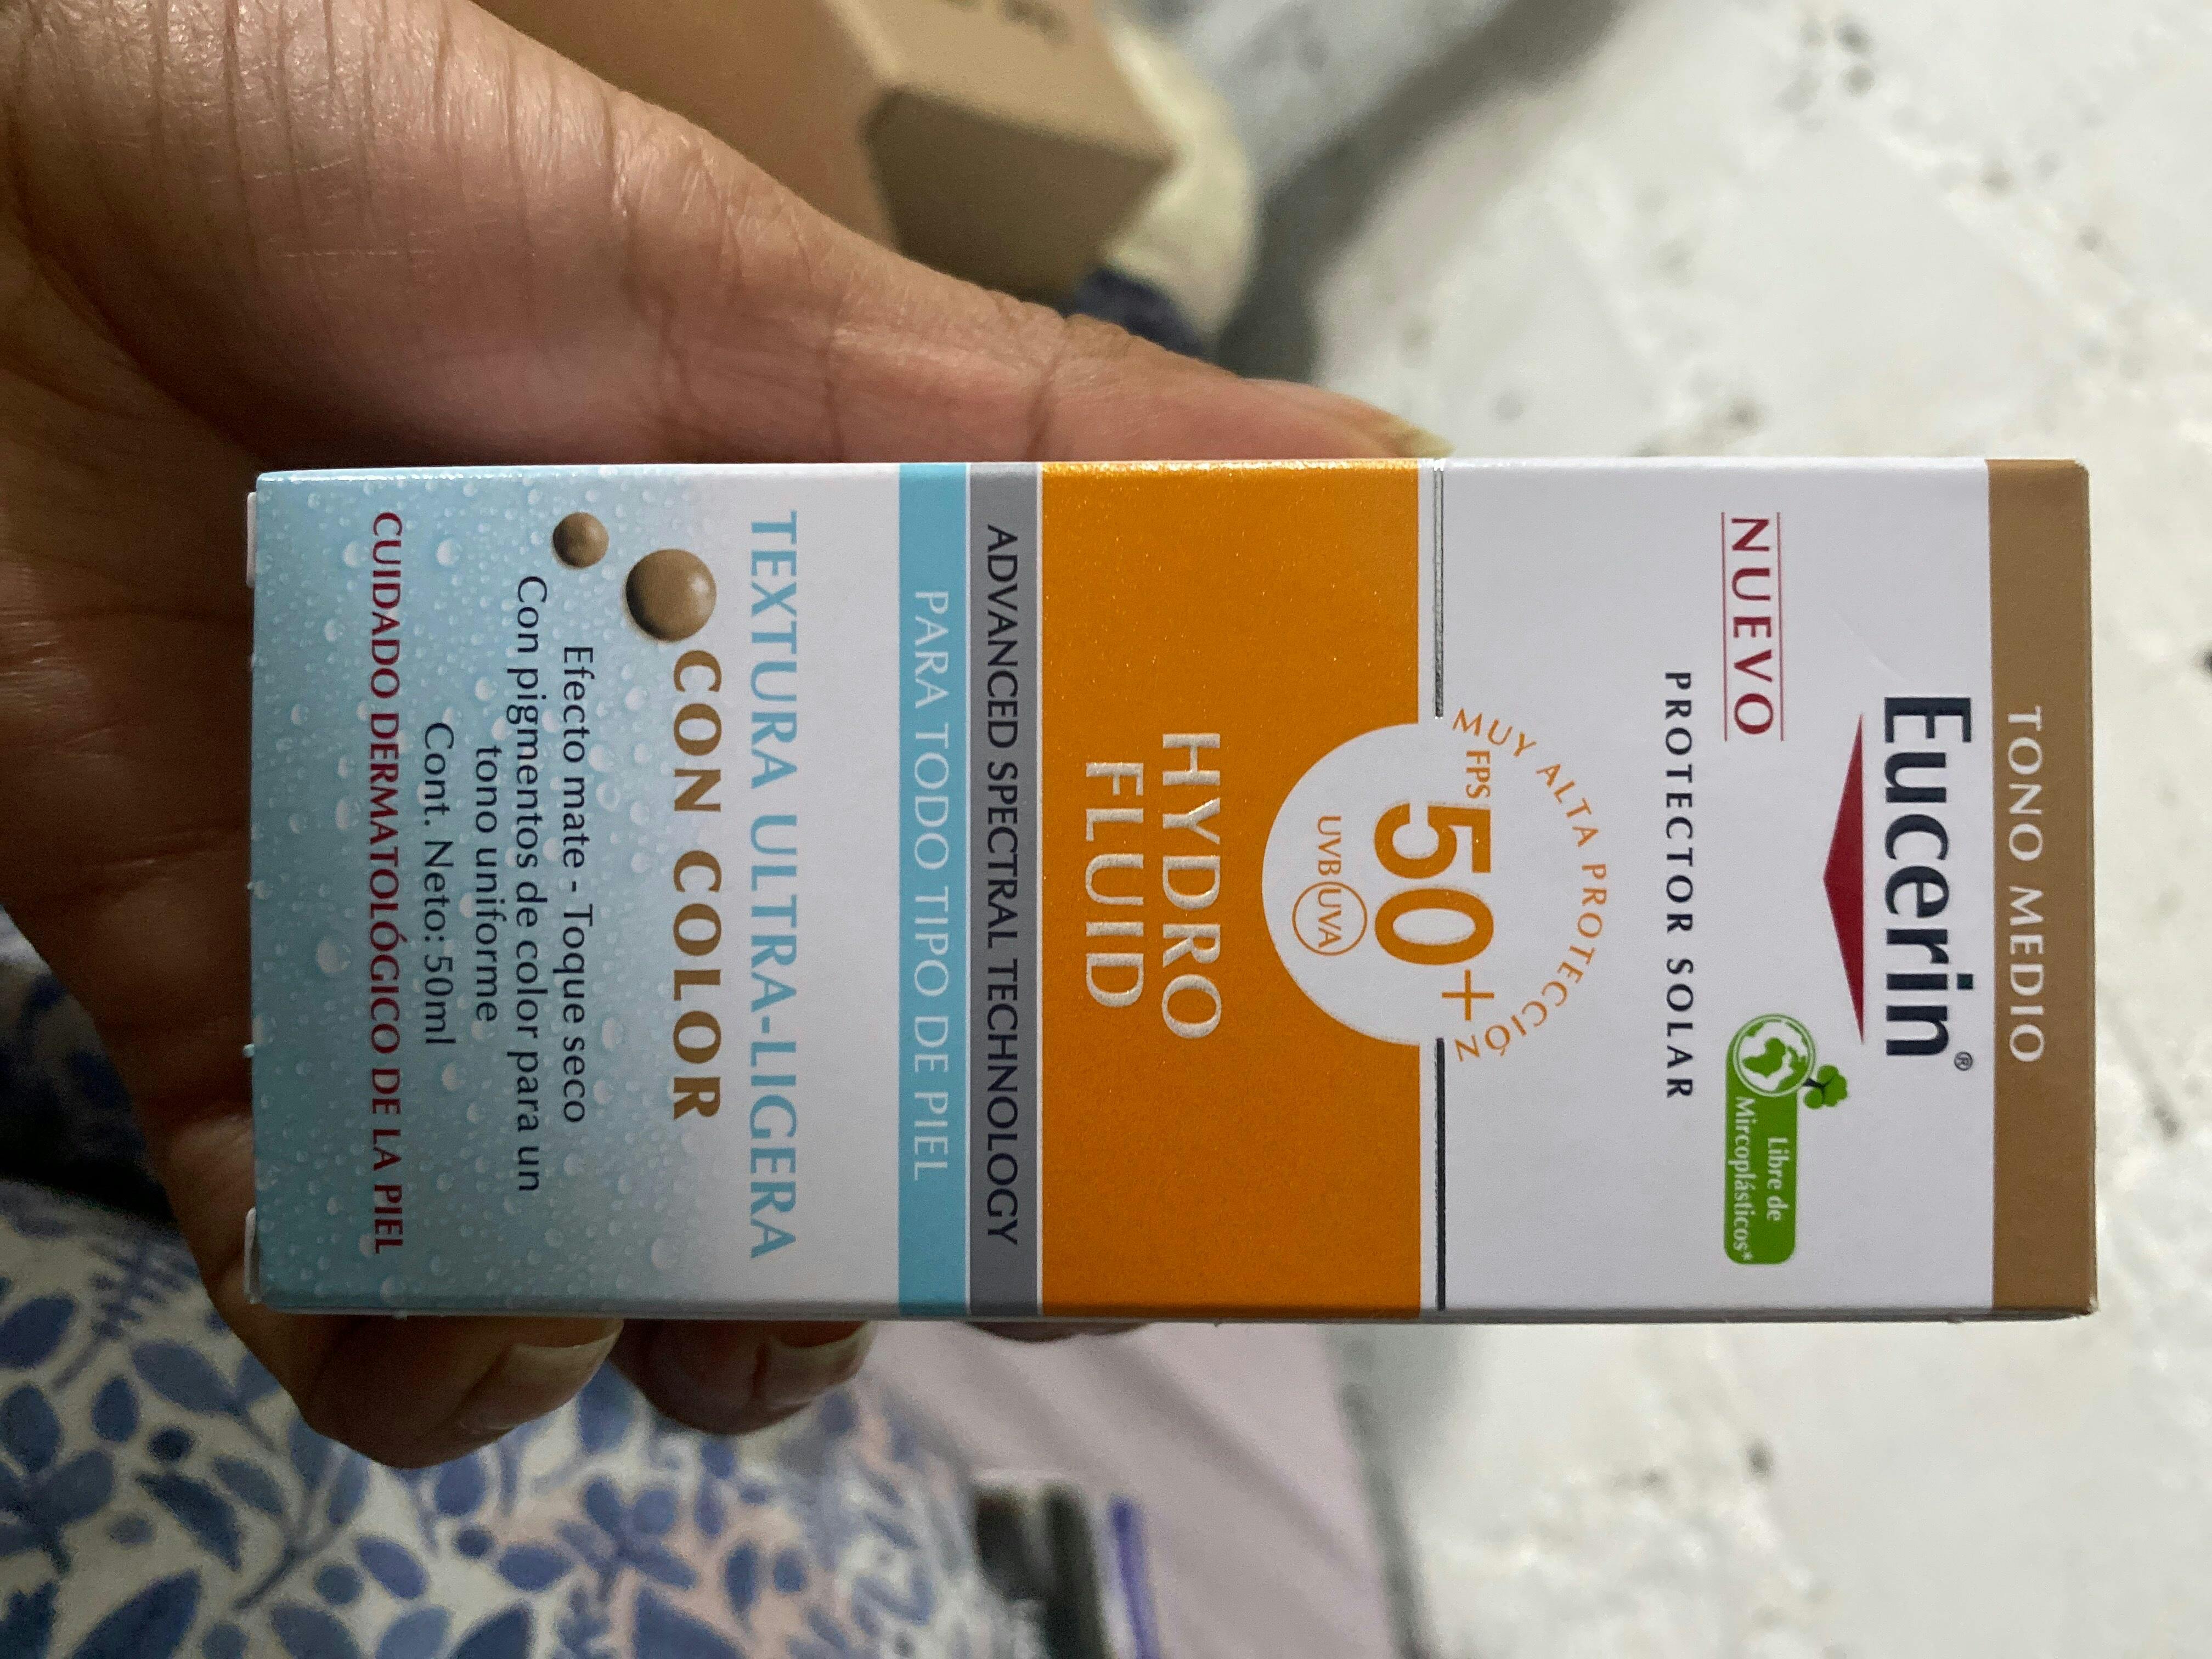 TONO MEDIO
Eucerin®
NUEVO
Libre de
Mircoplásticos*
PROTECTOR SOLAR
MUY ALTA PROTECCIÓN
FPS 50+
UVB UVA
HYDRO
FLUID
ADVANCED SPECTRAL TECHNOLOGY
PARA TODO TIPO DE PIEL
TEXTURA ULTRA-LIGERA
CON COLOR
Efecto mate - Toque seco
Con pigmentos de color para un
tono uniforme
Cont. Neto: 50ml
CUIDADO DERMATOLÓGICO DE LA PIEL